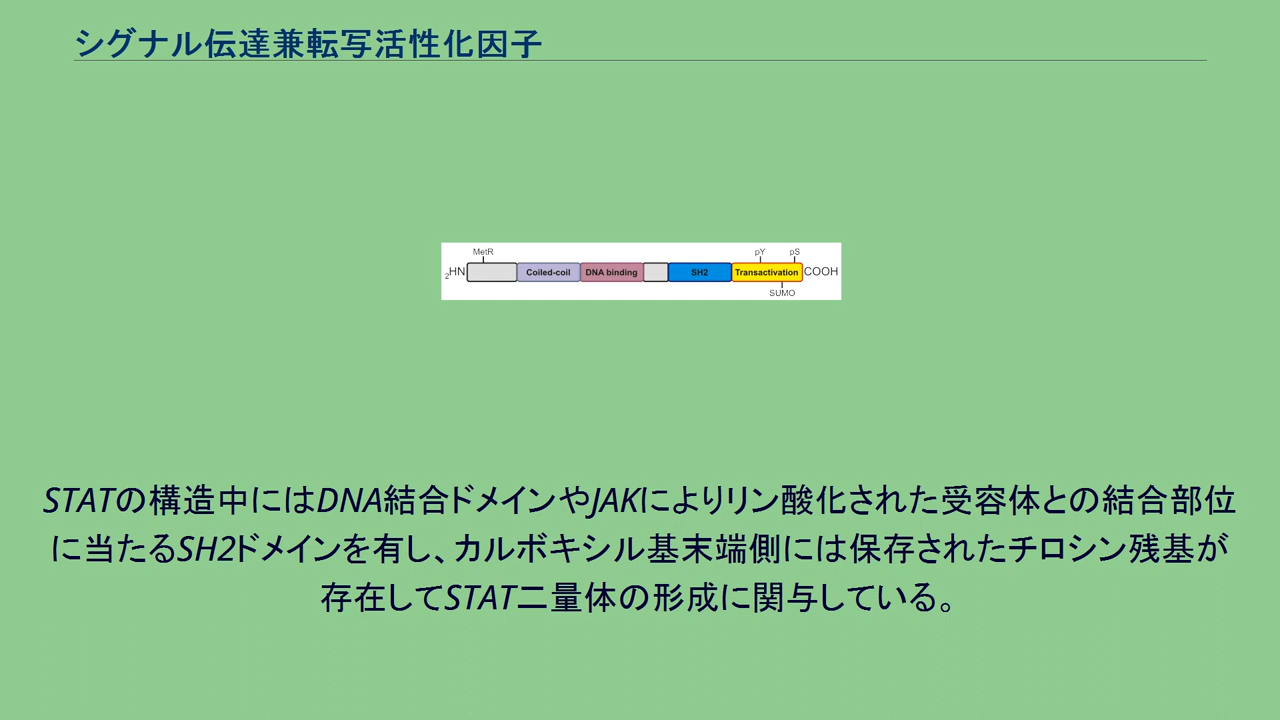 シグナル伝達兼転写活性化因子
MetR
pY
pS
2HN
Coiled-coil
DNA binding
SH2
Transactivation
COOH
SUMO
STATの構造中にはDNA結合ドメインやJAKによりリン酸化された受容体との結合部位
に当たるSH2ドメインを有し、カルボキシル基末端側には保存されたチロシン残基が
存在してSTAT二量体の形成に関与している。